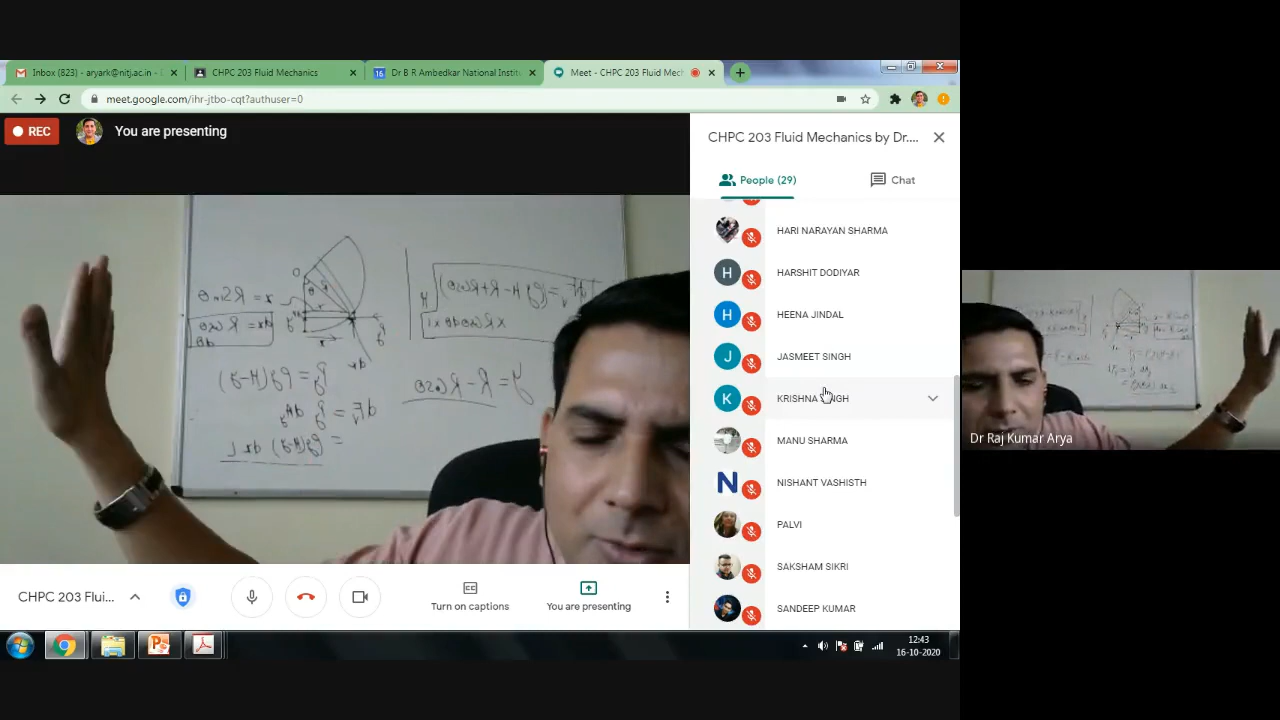 Inbox (823) - aryark@nitj.ac.in -
CHPC 203 Fluid Mechanics
Dr B R Ambedkar National Institu
Meet - CHPC 203 Fluid Mech
meet.google.com/ihr-jtbo-cqt?authuser=0
REC
You are presenting
CHPC 203 Fluid Mechanics by Dr....
People (29)
Chat
HARI NARAYAN SHARMA
H
HARSHIT DODIYAR
H
HEENA JINDAL
J
JASMEET SINGH
K
KRISHNA SINGH
MANU SHARMA
N
NISHANT VASHISTH
PALVI
SAKSHAM SIKRI
SANDEEP KUMAR
x = R Sin θ
y = R - R cos θ
CHPC 203 Flui...
Turn on captions
You are presenting
12:43
16-10-2020
Dr Raj Kumar Arya